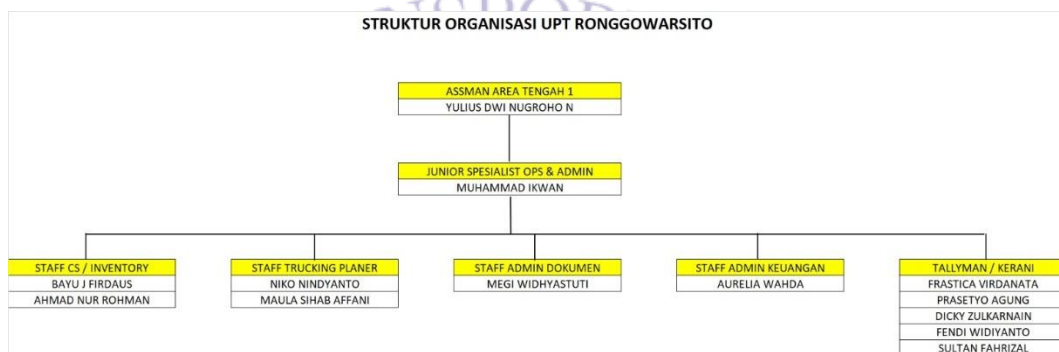 STRUKTUR ORGANISASI UPT RONGGOWARSITO
ASSMAN AREA TENGAH 1
YULIUS DWI NUGROHO N
JUNIOR SPESIALIST OPS & ADMIN
MUHAMMAD IKWAN
STAFF CS / INVENTORY
BAYU J FIRDAUS
AHMAD NUR ROHMAN
STAFF TRUCKING PLANER
NIKO NINDYANTO
MAULA SIHAB AFFANI
STAFF ADMIN DOKUMEN
MEGI WIDHYASTUTI
STAFF ADMIN KEUANGAN
AURELIA WAHDA
TALLYMAN / KERANI
FRASTICA VIRDANATA
PRASETYO AGUNG
DICKY ZULKARNAIN
FENDI WIDIYANTO
SULTAN FAHRIZAL